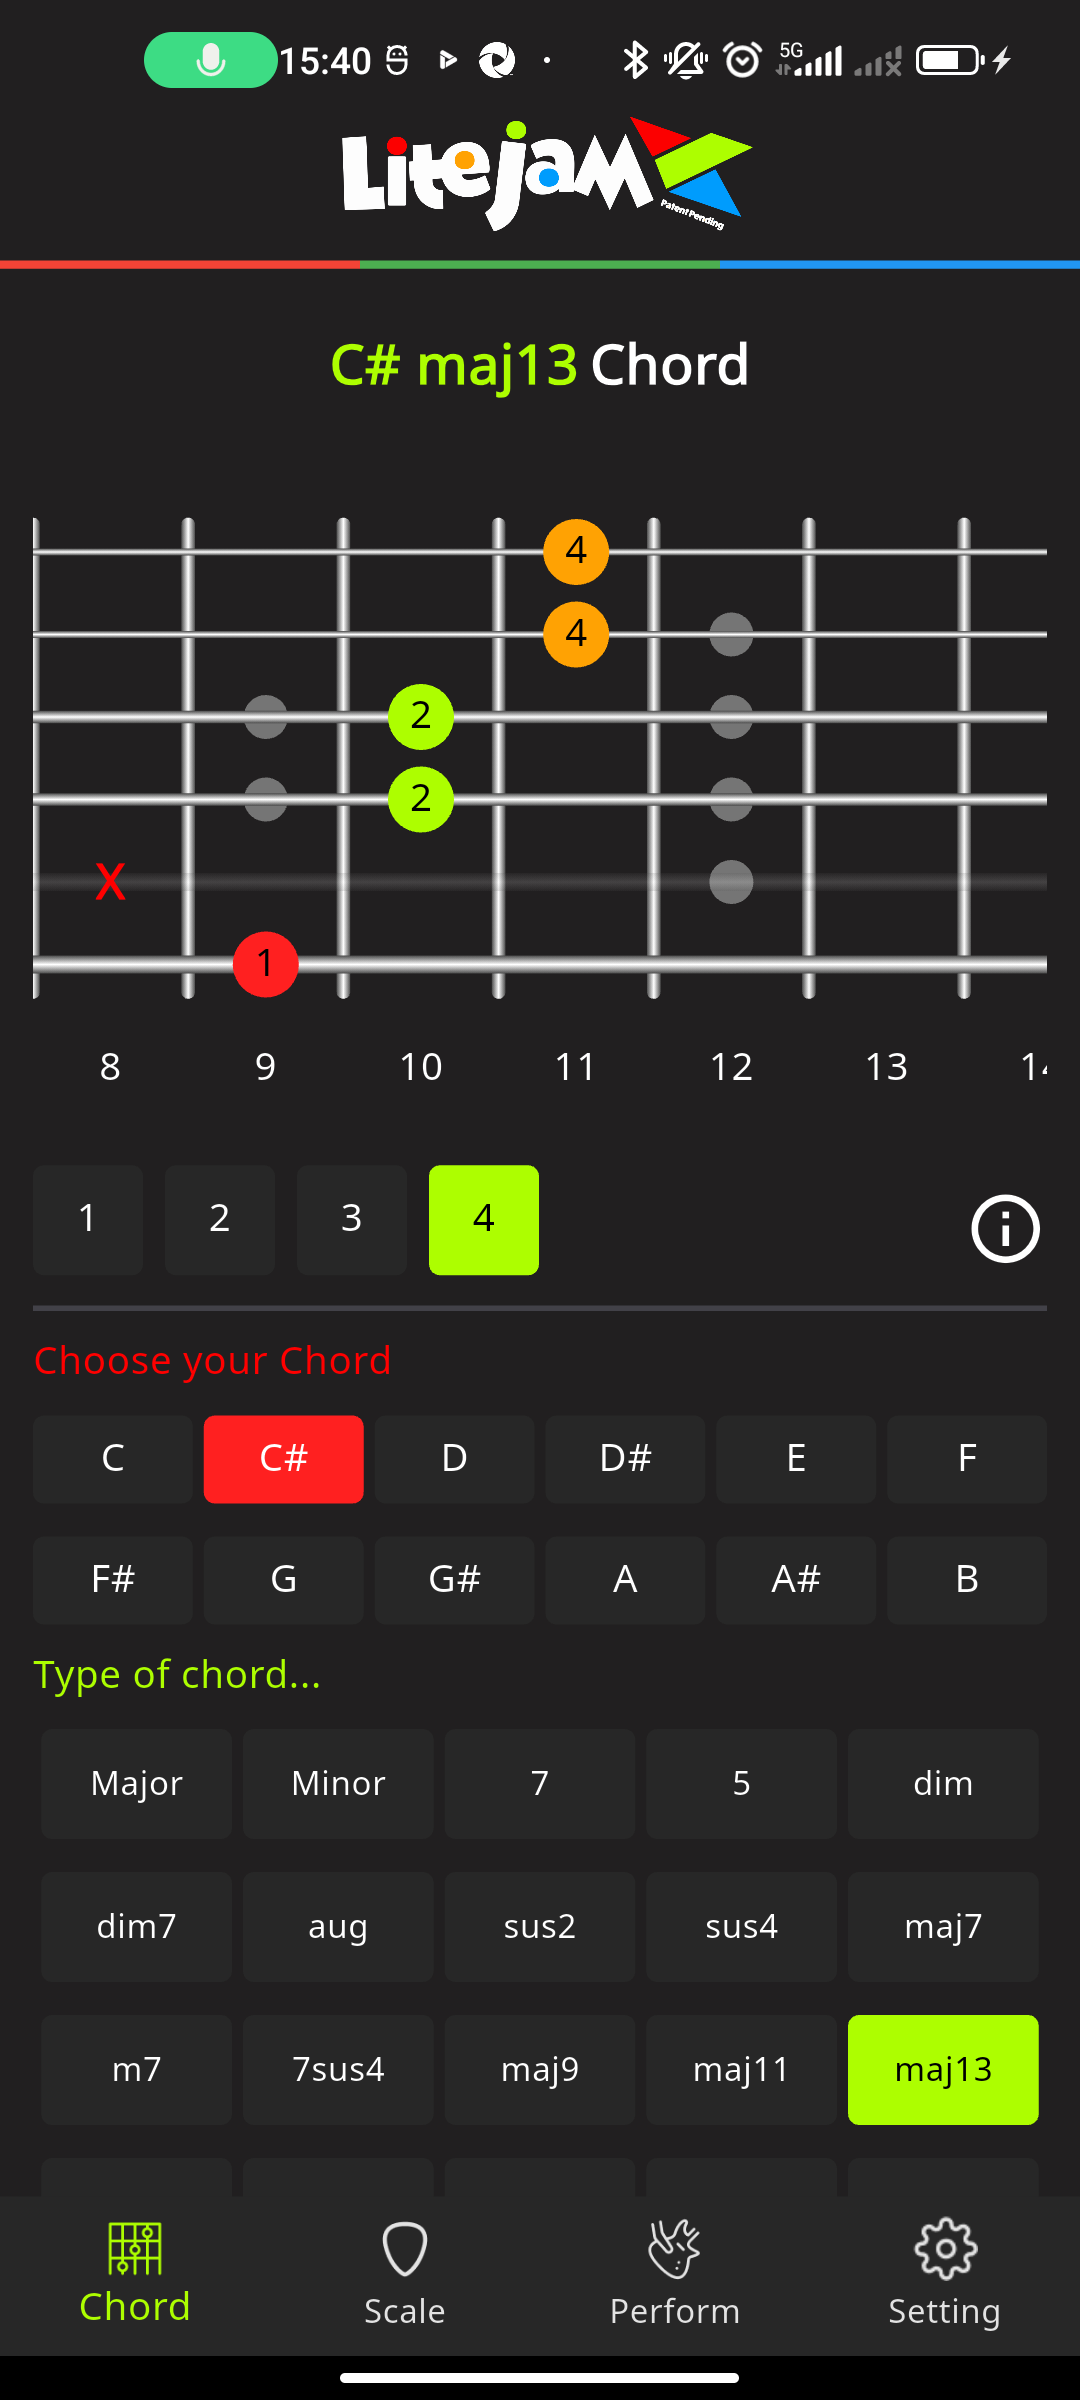 15:40 5G
LiteJam
Patent Pending
C# maj13 Chord
4
4
2
2
X
1
8 9 10 11 12 13
1 2 3 4
Choose your Chord
C C# D D# E F
F# G G# A A# B
Type of chord...
Major Minor 7 5 dim
dim7 aug sus2 sus4 maj7
m7 7sus4 maj9 maj11 maj13
Chord Scale Perform Setting